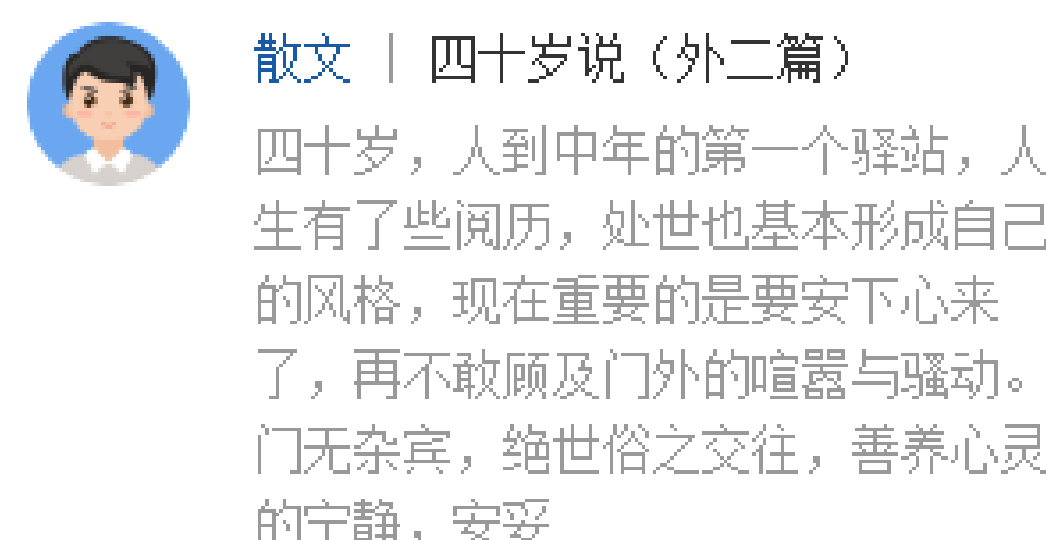 散文 | 四十岁说（外二篇）
四十岁，人到中年的第一个驿站，人
生有了些阅历，处世也基本形成自己
的风格，现在重要的是要安下心来
了，再不敢顾及门外的喧嚣与骚动。
门无杂宾，绝世俗之交往，善养心灵
的宁静，安妥